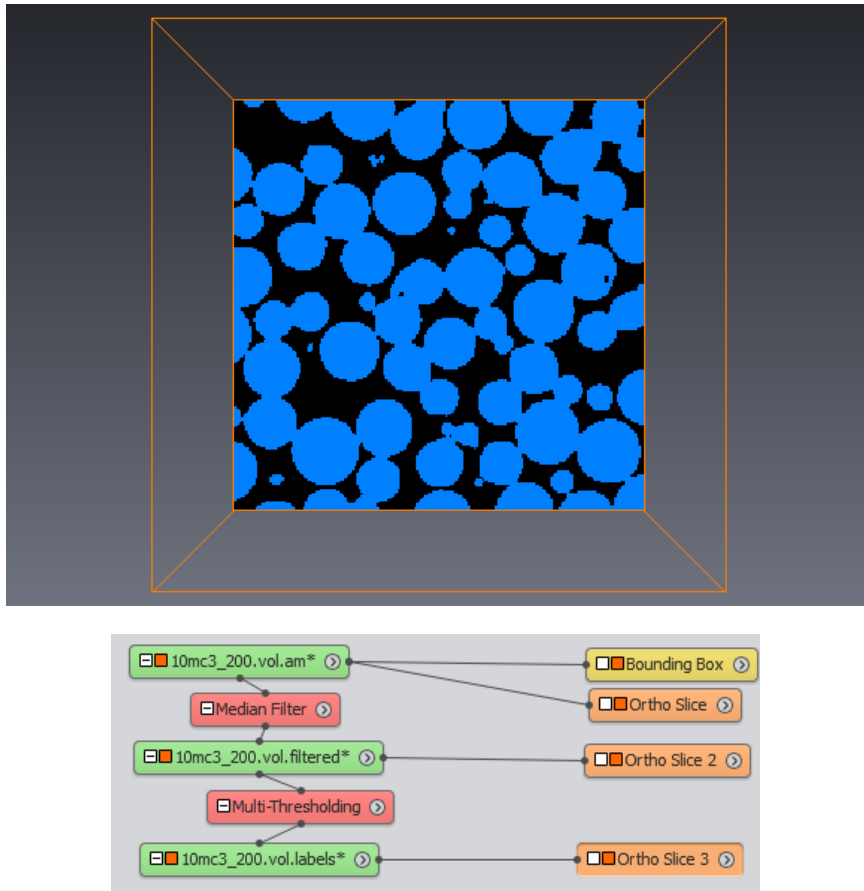 10mc3_200.vol.am*
Bounding Box
Median Filter
Ortho Slice
10mc3_200.vol.filtered*
Ortho Slice 2
Multi-Thresholding
10mc3_200.vol.labels*
Ortho Slice 3